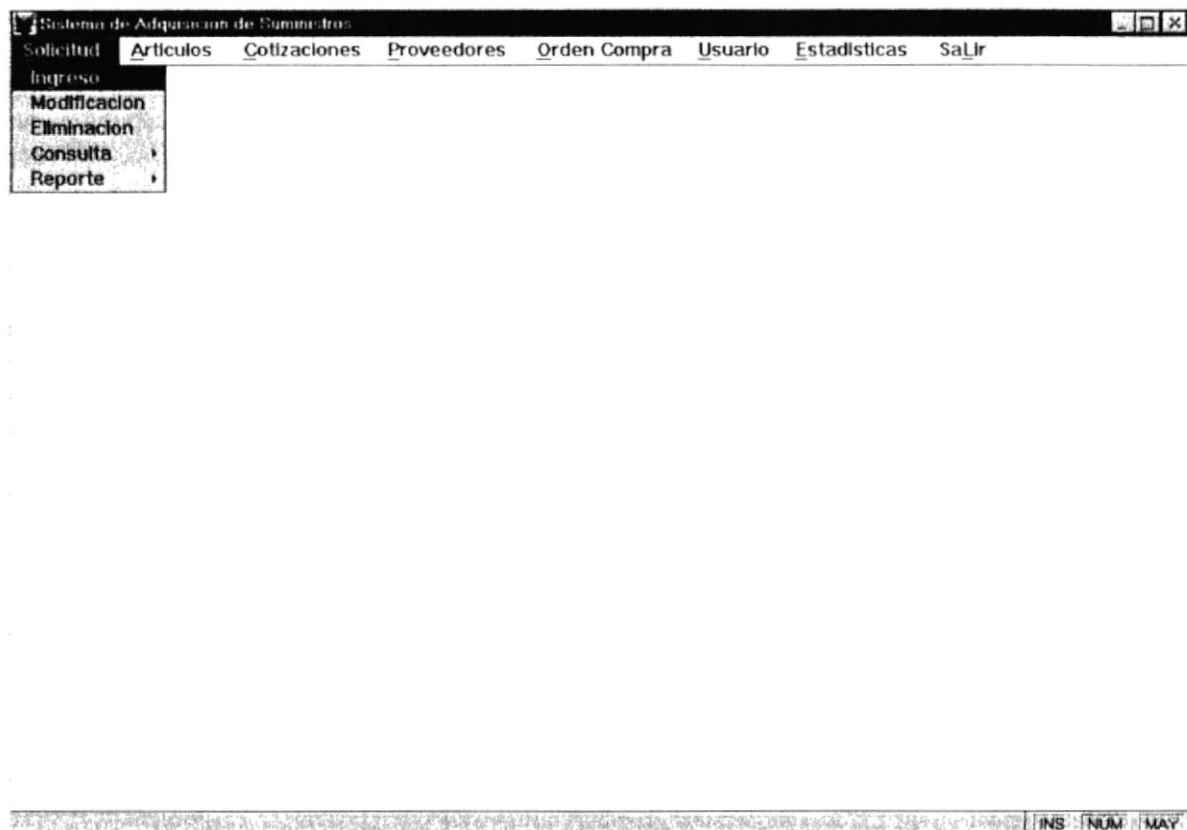 Sistema de Adquisicion de Suministros
Solicitud Articulos Cotizaciones Proveedores Orden Compra Usuario Estadisticas SaLir
Ingreso
Modificacion
Eliminacion
Consulta
Reporte
INS NUM MAY